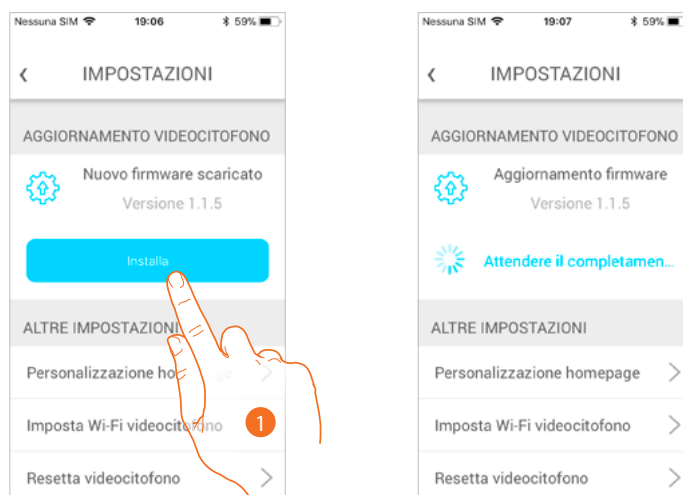 Nessuna SIM 19:06 59%
IMPOSTAZIONI
AGGIORNAMENTO VIDEOCITOFONO
Nuovo firmware scaricato
Versione 1.1.5
Installa
ALTRE IMPOSTAZIONI
Personalizzazione
Imposta Wi-Fi videocitofono
1
Resetta videocitofono
Nessuna SIM 19:07 59%
IMPOSTAZIONI
AGGIORNAMENTO VIDEOCITOFONO
Aggiornamento firmware
Versione 1.1.5
Attendere il completamen...
ALTRE IMPOSTAZIONI
Personalizzazione homepage
Imposta Wi-Fi videocitofono
Resetta videocitofono